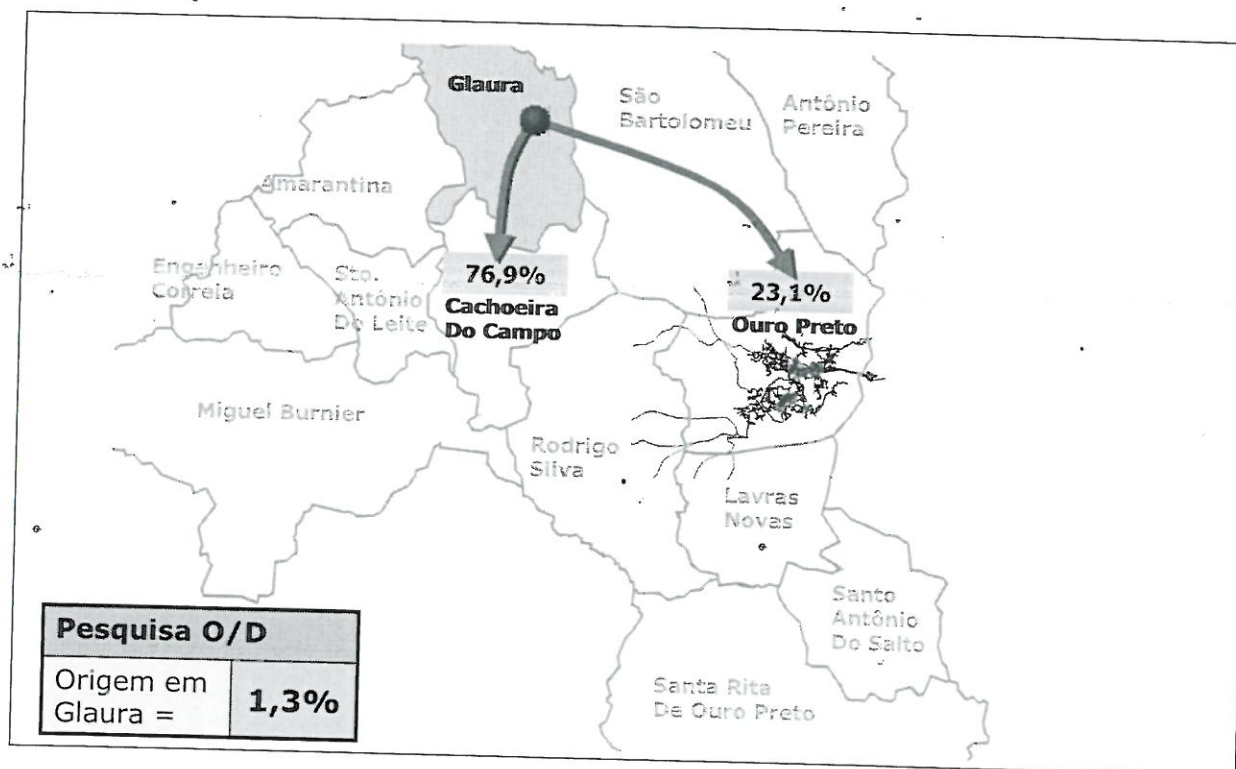 Glaura
São
Bartolomeu
Antônio
Pereira
Amarantina
Engenheiro
Correia
Sto.
Antônio
Do Leite
76,9%
Cachoeira
Do Campo
23,1%
Ouro Preto
Miguel Burnier
Rodrigo
Silva
Lavras
Novas
Santo
Antônio
Do Salto
Santa Rita
De Ouro Preto
Pesquisa O/D
Origem em
Glaura =
1,3%